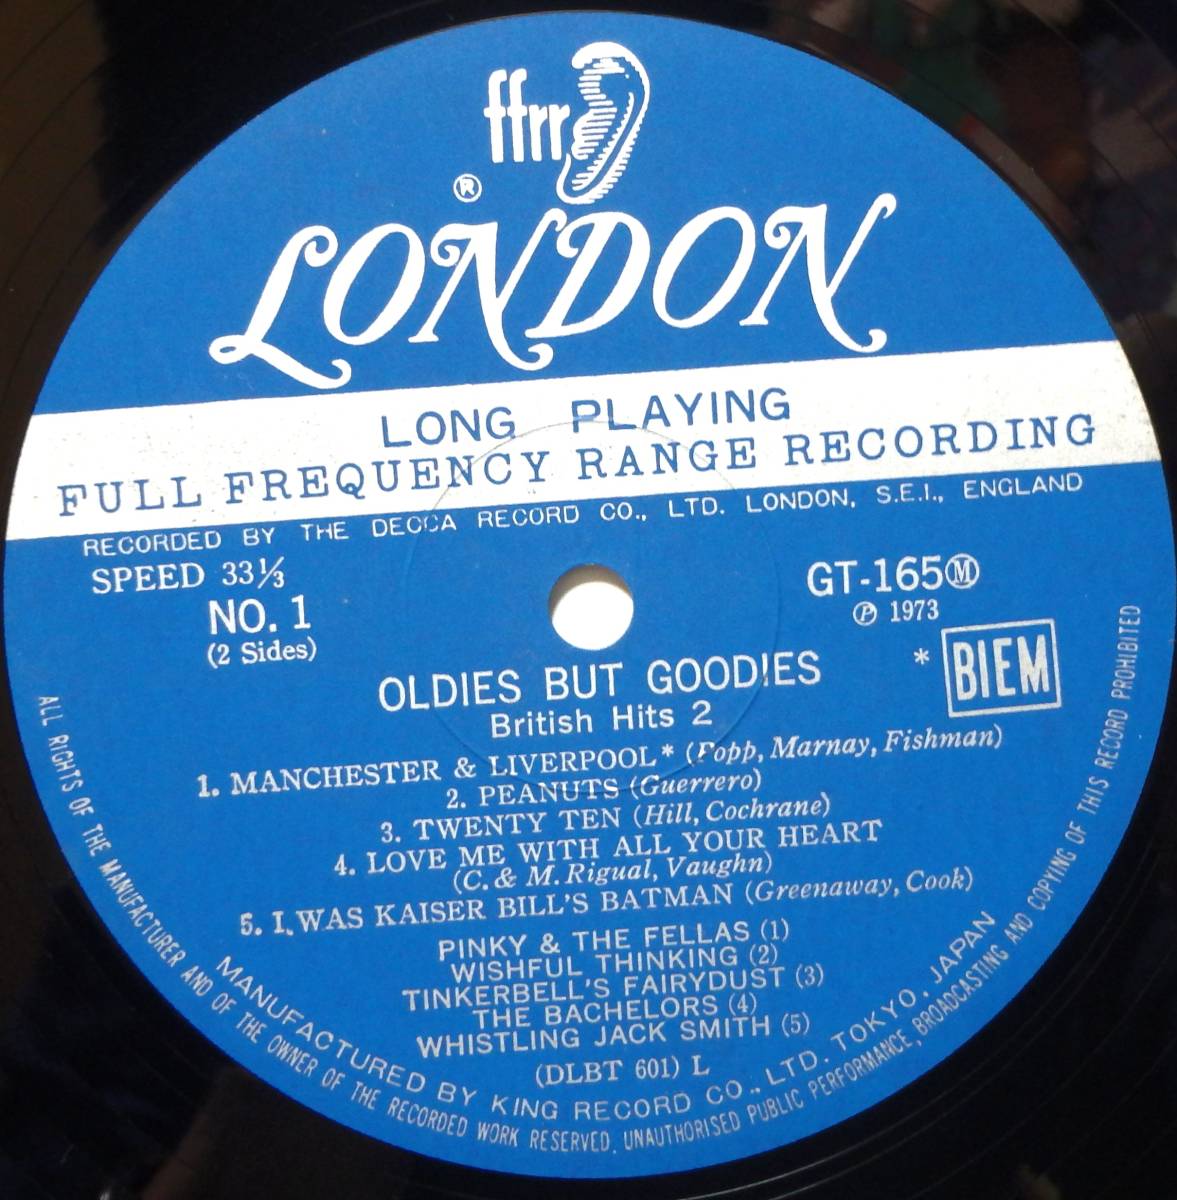 ffrr
®
LONDON
LONG PLAYING
FULL FREQUENCY RANGE RECORDING
RECORDED BY THE DECCA RECORD CO., LTD. LONDON, S.E.I., ENGLAND
SPEED 33⅓
GT-165Ⓜ
NO. 1
℗ 1973
(2 Sides)
* BIEM
OLDIES BUT GOODIES
British Hits 2
1. MANCHESTER & LIVERPOOL* (Popp, Marnay, Fishman)
2. PEANUTS (Guerrero)
3. TWENTY TEN (Hill, Cochrane)
4. LOVE ME WITH ALL YOUR HEART
(C. & M. Rigual, Vaughn)
5. I WAS KAISER BILL'S BATMAN (Greenaway, Cook)
PINKY & THE FELLAS (1)
WISHFUL THINKING (2)
TINKERBELL'S FAIRYDUST (3)
THE BACHELORS (4)
WHISTLING JACK SMITH (5)
(DLBT 601) L
MANUFACTURED BY KING RECORD CO., LTD. TOKYO, JAPAN
ALL RIGHTS OF THE MANUFACTURER AND OF THE OWNER OF THE RECORDED WORK RESERVED. UNAUTHORISED PUBLIC PERFORMANCE, BROADCASTING AND COPYING OF THIS RECORD PROHIBITED